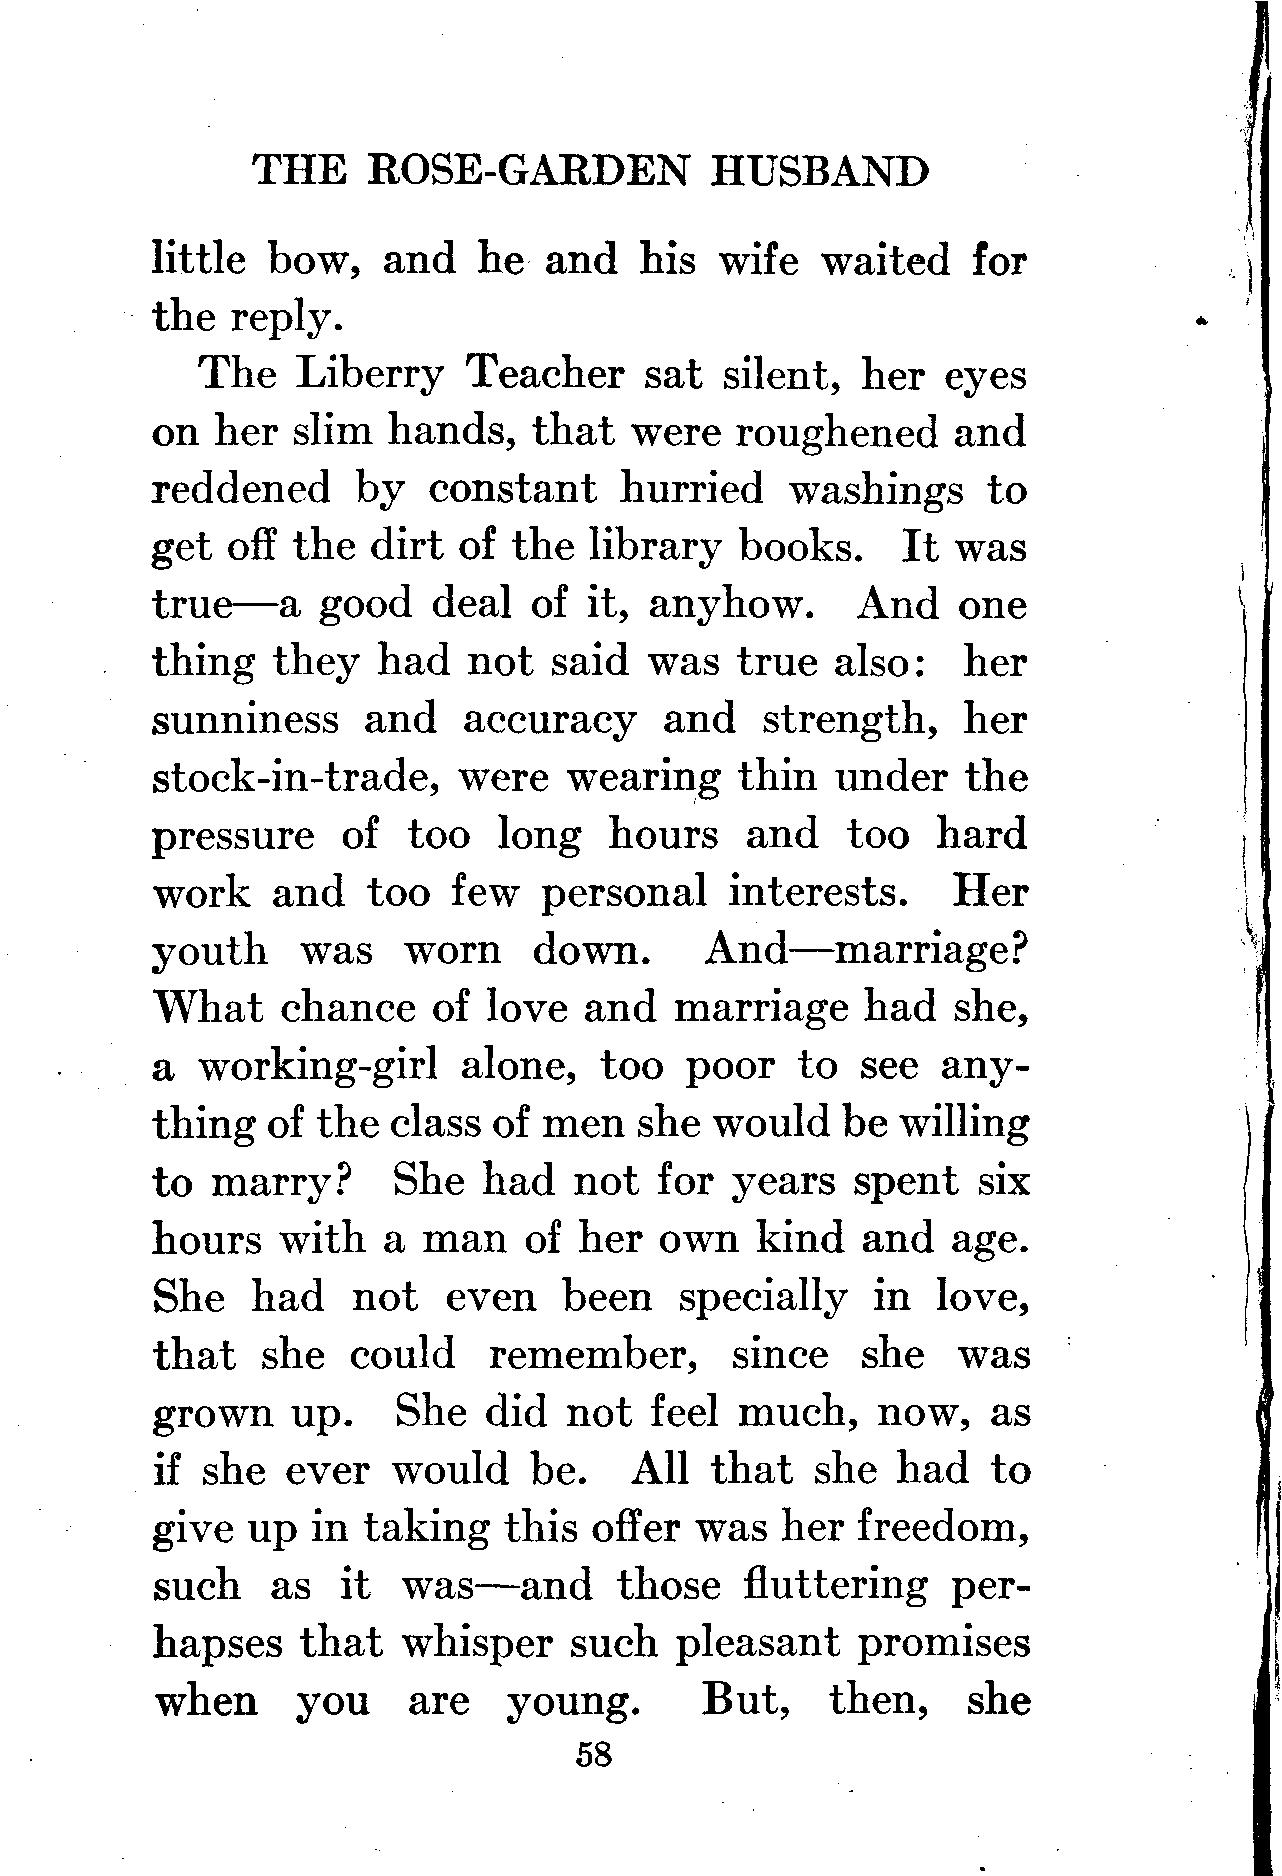 THE ROSE-GARDEN HUSBAND
little bow, and he and his wife waited for
the reply.
The Liberry Teacher sat silent, her eyes
on her slim hands, that were roughened and
reddened by constant hurried washings to
get off the dirt of the library books. It was
true—a good deal of it, anyhow. And one
thing they had not said was true also: her
sunniness and accuracy and strength, her
stock-in-trade, were wearing thin under the
pressure of too long hours and too hard
work and too few personal interests. Her
youth was worn down. And—marriage?
What chance of love and marriage had she,
a working-girl alone, too poor to see any-
thing of the class of men she would be willing
to marry? She had not for years spent six
hours with a man of her own kind and age.
She had not even been specially in love,
that she could remember, since she was
grown up. She did not feel much, now, as
if she ever would be. All that she had to
give up in taking this offer was her freedom,
such as it was—and those fluttering per-
hapses that whisper such pleasant promises
when you are young. But, then, she
58